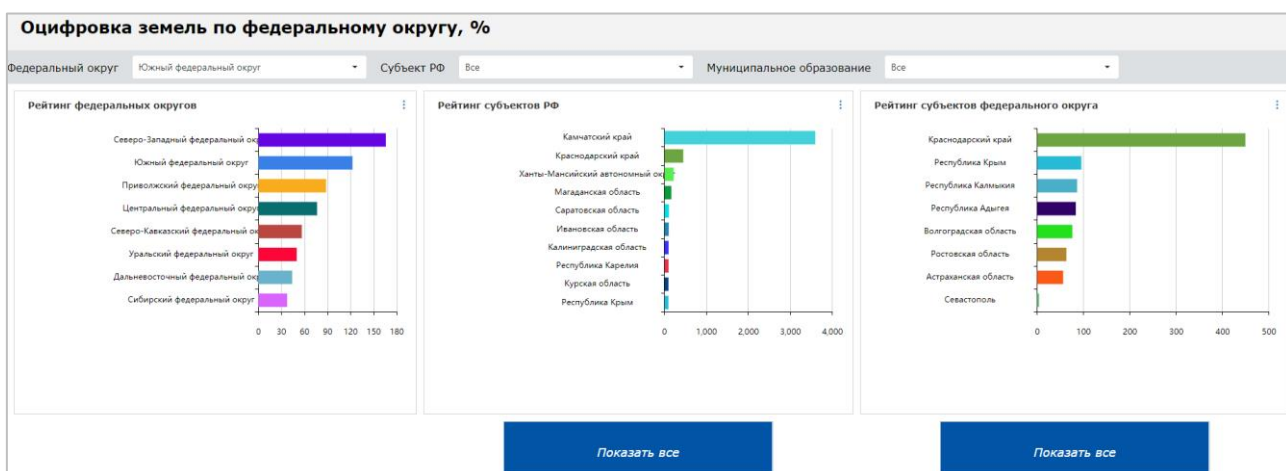 Оцифровка земель по федеральному округу, %
Федеральный округ Южный федеральный округ Субъект РФ Все Муниципальное образование Все
Рейтинг федеральных округов
Северо-Западный федеральный ок
Южный федеральный округ
Приволжский федеральный окру
Центральный федеральный окру
Северо-Кавказский федеральный ок
Уральский федеральный округ
Дальневосточный федеральный ок
Сибирский федеральный округ
0 30 60 90 120 150 180
Рейтинг субъектов РФ
Камчатский край
Краснодарский край
Ханты-Мансийский автономный ок
Магаданская область
Саратовская область
Ивановская область
Калининградская область
Республика Карелия
Курская область
Республика Крым
0 1,000 2,000 3,000 4,000
Рейтинг субъектов федерального округа
Краснодарский край
Республика Крым
Республика Калмыкия
Республика Адыгея
Волгоградская область
Ростовская область
Астраханская область
Севастополь
0 100 200 300 400 500
Показать все
Показать все